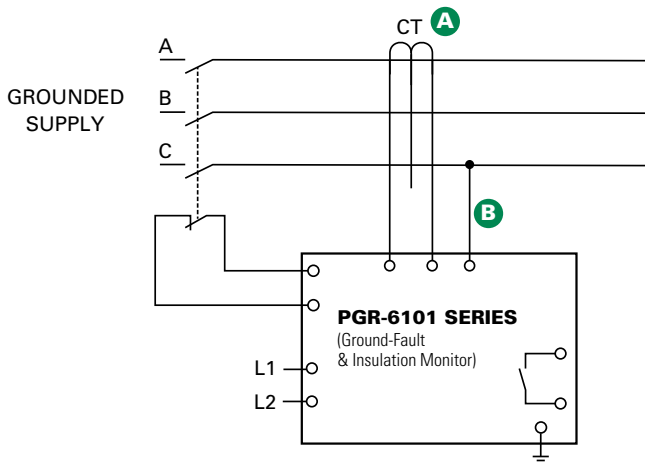 CT A
A
GROUNDED
SUPPLY
B
C
B
PGR-6101 SERIES
(Ground-Fault
& Insulation Monitor)
L1
L2